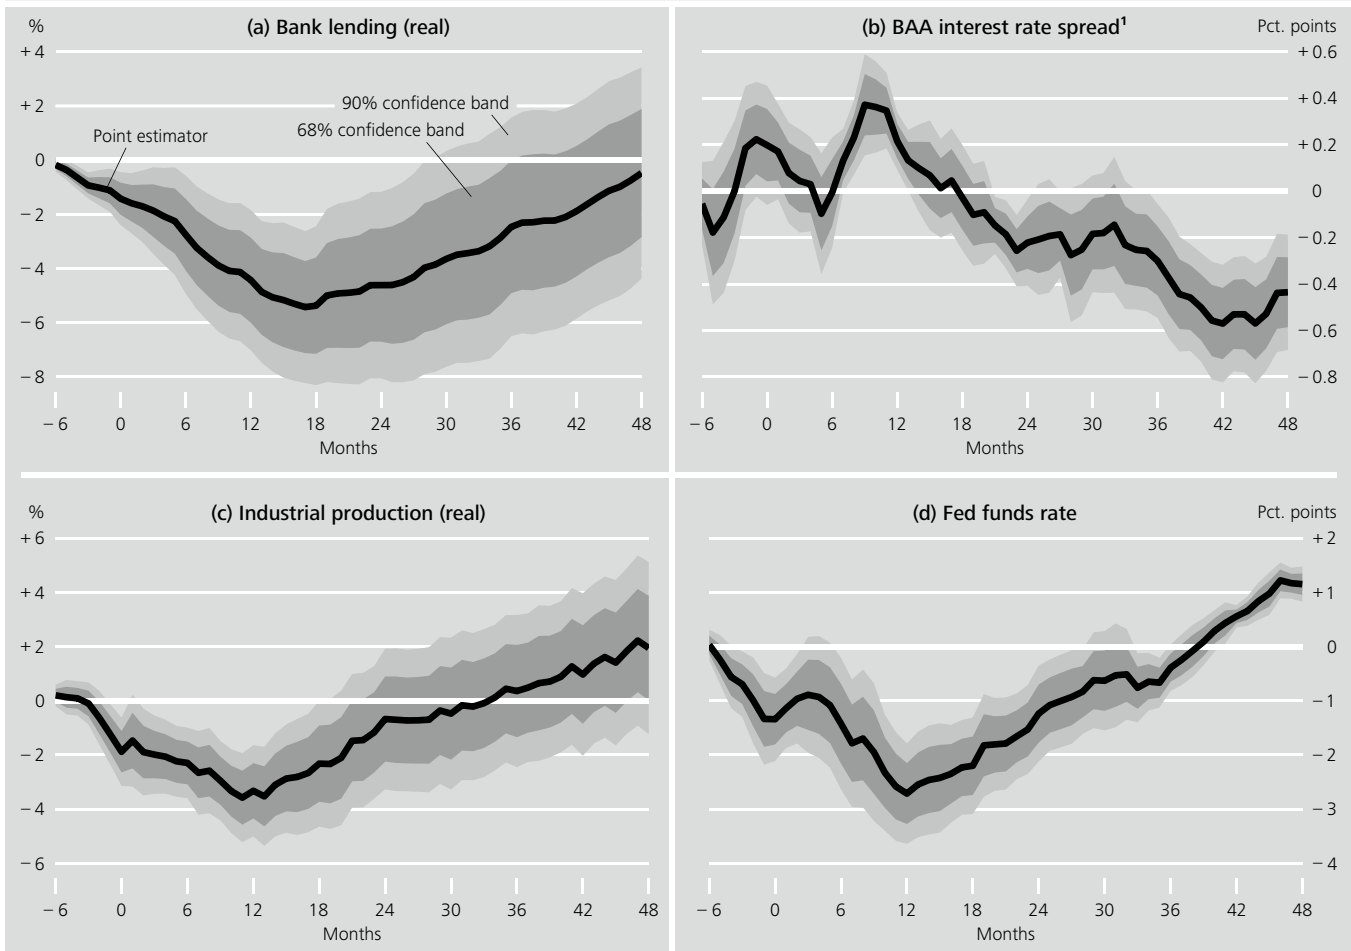 (a) Bank lending (real)
%
+ 4
+ 2
0
− 2
− 4
− 6
− 8
90% confidence band
68% confidence band
Point estimator
− 6 0 6 12 18 24 30 36 42 48
Months
(b) BAA interest rate spread¹
Pct. points
+ 0.6
+ 0.4
+ 0.2
0
− 0.2
− 0.4
− 0.6
− 0.8
− 6 0 6 12 18 24 30 36 42 48
Months
(c) Industrial production (real)
%
+ 6
+ 4
+ 2
0
− 2
− 4
− 6
− 6 0 6 12 18 24 30 36 42 48
Months
(d) Fed funds rate
Pct. points
+ 2
+ 1
0
− 1
− 2
− 3
− 4
− 6 0 6 12 18 24 30 36 42 48
Months